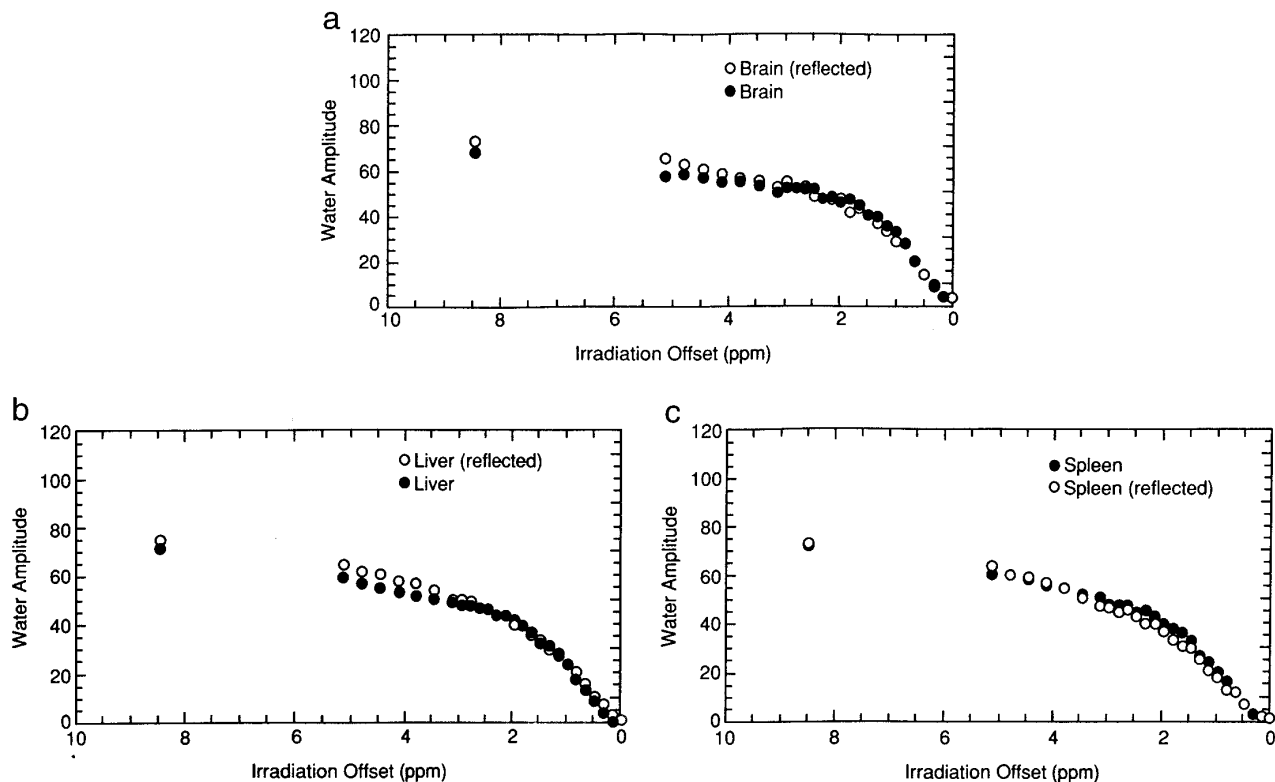 a
120
100
80
60
40
20
0
Water Amplitude
Brain (reflected)
Brain
10 8 6 4 2 0
Irradiation Offset (ppm)
b
120
100
80
60
40
20
0
Water Amplitude
Liver (reflected)
Liver
10 8 6 4 2 0
Irradiation Offset (ppm)
c
120
100
80
60
40
20
0
Water Amplitude
Spleen
Spleen (reflected)
10 8 6 4 2 0
Irradiation Offset (ppm)